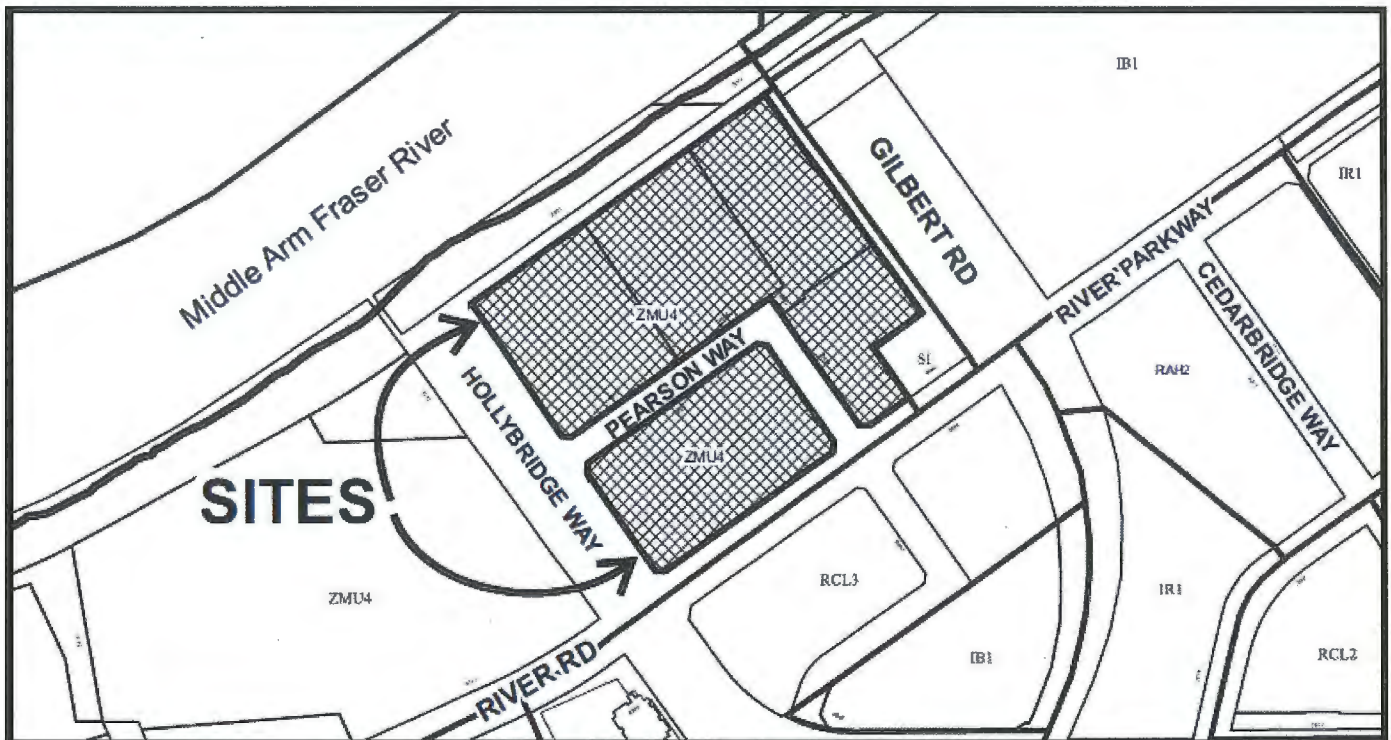 IB1
Middle Arm Fraser River
GILBERT RD
IR1
RIVER PARKWAY
CEDARBRIDGE WAY
ZMU4
PEARSON WAY
SI
RAH2
HOLLYBRIDGE WAY
ZMU4
SITES
ZMU4
RCL3
IR1
IB1
RCL2
RIVER RD